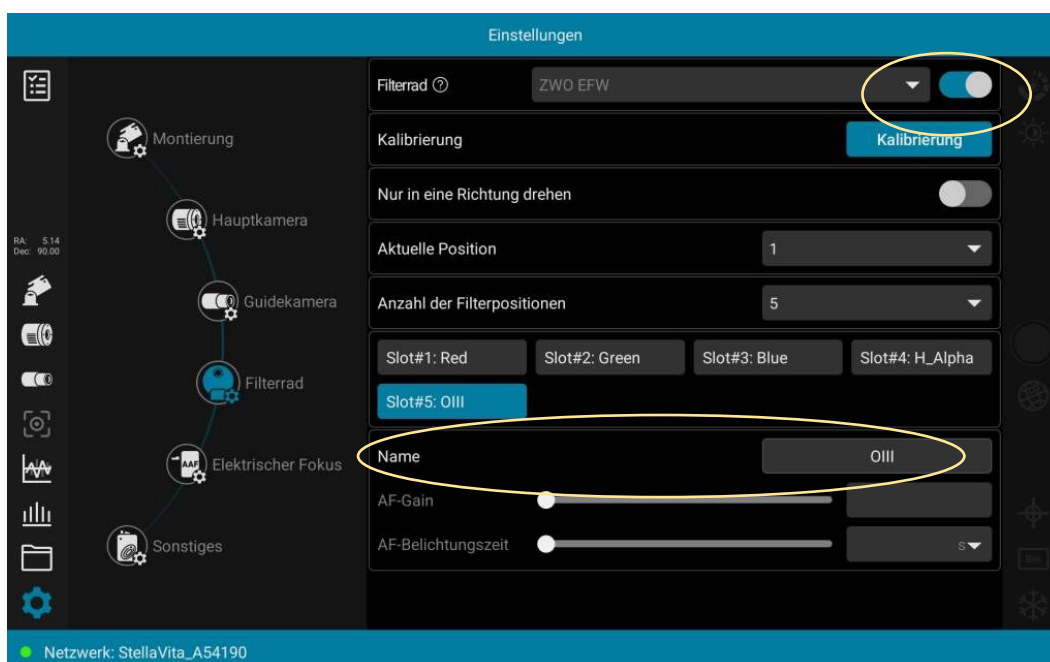 Einstellungen
Filterrad ? ZWO EFW
Montierung
Kalibrierung Kalibrierung
Nur in eine Richtung drehen
Hauptkamera
RA: 5.14
Dec: 90.00
Aktuelle Position 1
Guidekamera
Anzahl der Filterpositionen 5
Slot#1: Red Slot#2: Green Slot#3: Blue Slot#4: H_Alpha
Filterrad
Slot#5: OIII
AAF Elektrischer Fokus
Name OIII
AF-Gain
Sonstiges
AF-Belichtungszeit s
Netzwerk: StellaVita_A54190